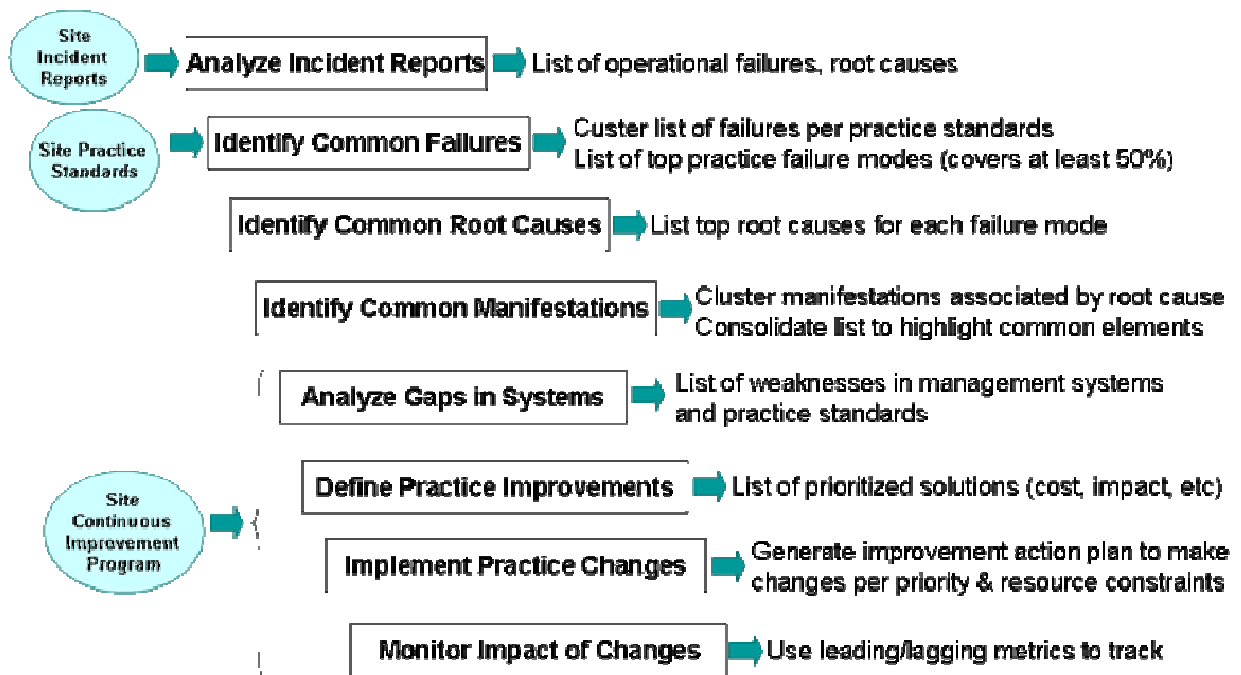 Site
Incident
Reports
Analyze Incident Reports
List of operational failures, root causes
Site Practice
Standards
Identify Common Failures
Custer list of failures per practice standards
List of top practice failure modes (covers at least 50%)
Identify Common Root Causes
List top root causes for each failure mode
Identify Common Manifestations
Cluster manifestations associated by root cause
Consolidate list to highlight common elements
Analyze Gaps in Systems
List of weaknesses in management systems
and practice standards
Site
Continuous
Improvement
Program
Define Practice Improvements
List of prioritized solutions (cost, impact, etc)
Implement Practice Changes
Generate improvement action plan to make
changes per priority & resource constraints
Monitor Impact of Changes
Use leading/lagging metrics to track